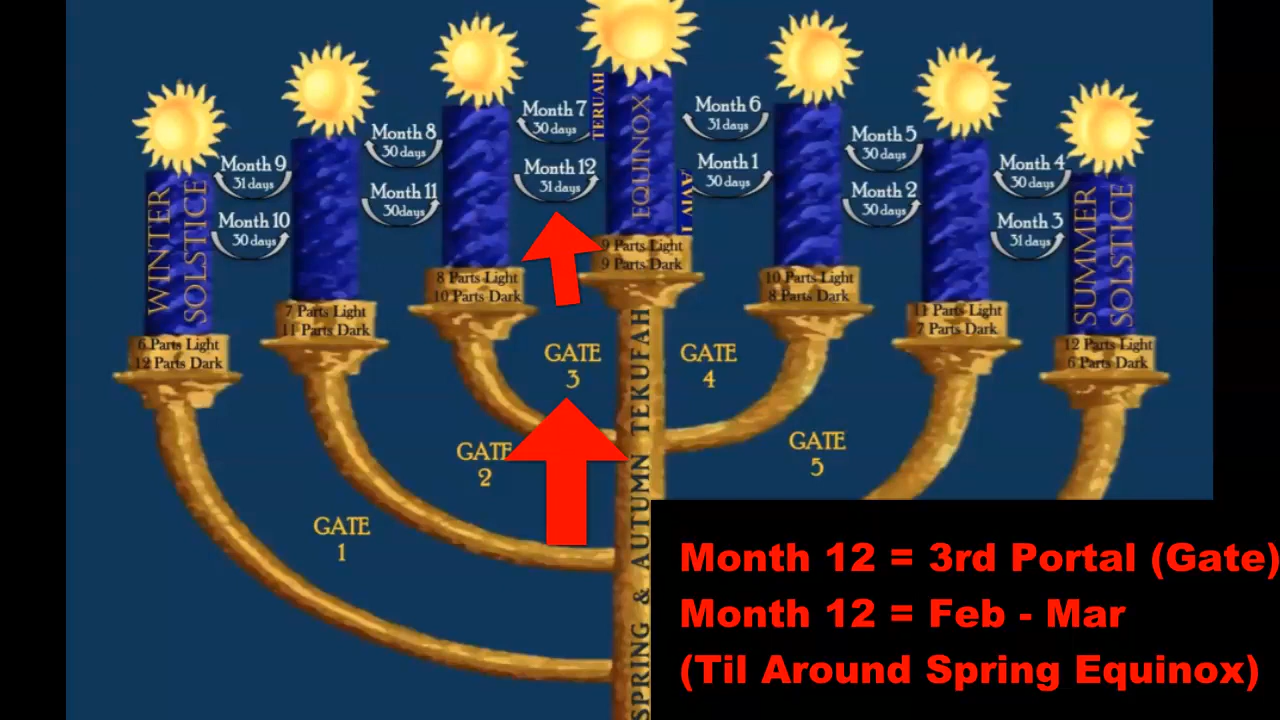 TERUAH
Month 7
30 days
Month 6
31 days
Month 8
30 days
Month 5
30 days
EQUINOX
Month 9
31 days
Month 12
31 days
Month 1
30 days
Month 4
30 days
AVIV
Month 11
30days
Month 2
30 days
WINTER
SOLSTICE
Month 10
30 days
Month 3
31 days
SUMMER
SOLSTICE
9 Parts Light
9 Parts Dark
8 Parts Light
10 Parts Dark
10 Parts Light
8 Parts Dark
7 Parts Light
11 Parts Dark
11 Parts Light
7 Parts Dark
6 Parts Light
12 Parts Dark
12 Parts Light
6 Parts Dark
GATE
3
GATE
4
GATE
2
GATE
5
GATE
1
SPRING & AUTUMN TEKUFAH
Month 12 = 3rd Portal (Gate)
Month 12 = Feb - Mar
(Til Around Spring Equinox)